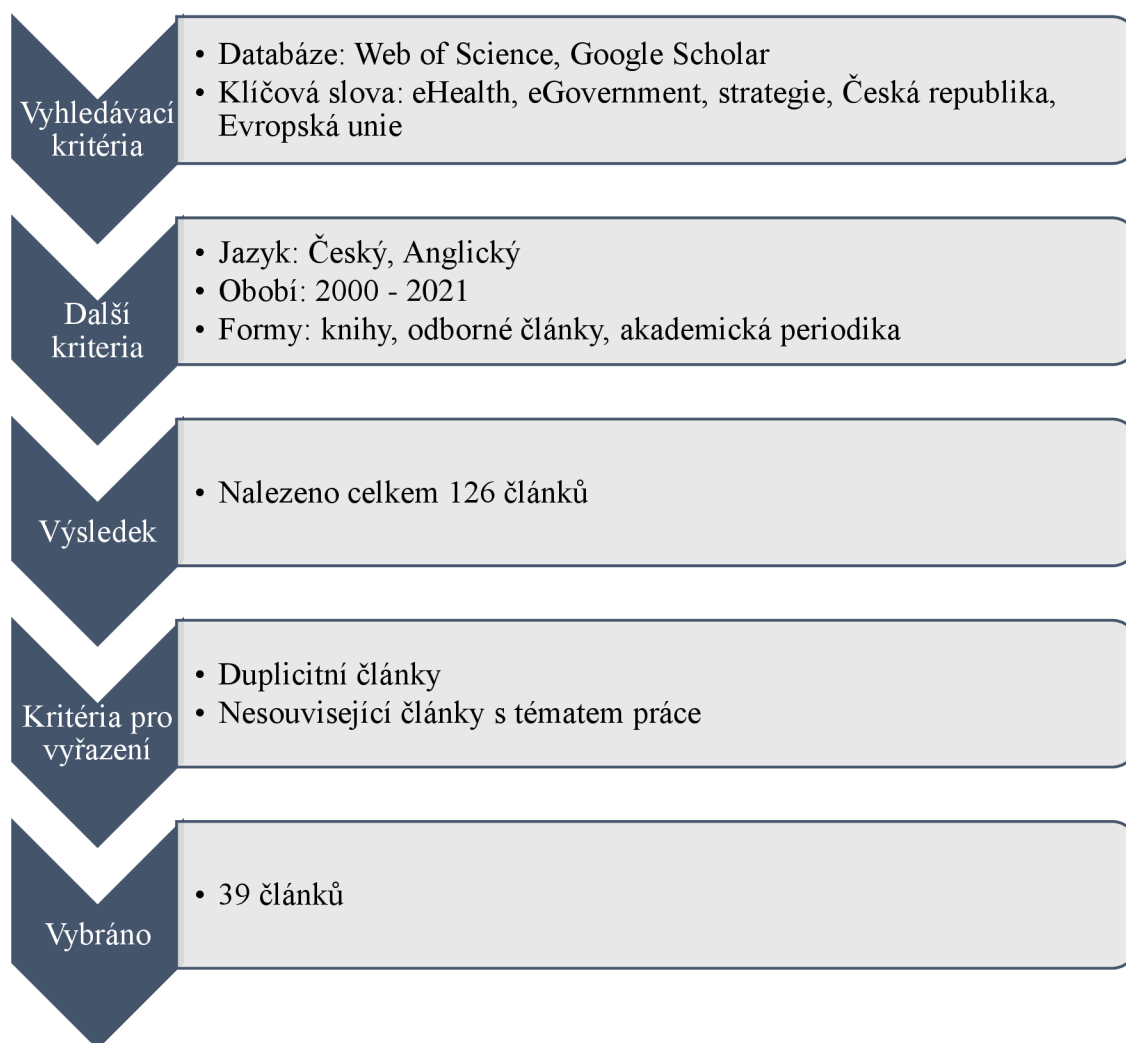 Vyhledávací
kritéria
• Databáze: Web of Science, Google Scholar
• Klíčová slova: eHealth, eGovernment, strategie, Česká republika,
Evropská unie
Další
kriteria
• Jazyk: Český, Anglický
• Obobí: 2000 - 2021
• Formy: knihy, odborné články, akademická periodika
Výsledek
• Nalezeno celkem 126 článků
Kritéria pro
vyřazení
• Duplicitní články
• Nesouvisející články s tématem práce
Vybráno
• 39 článků